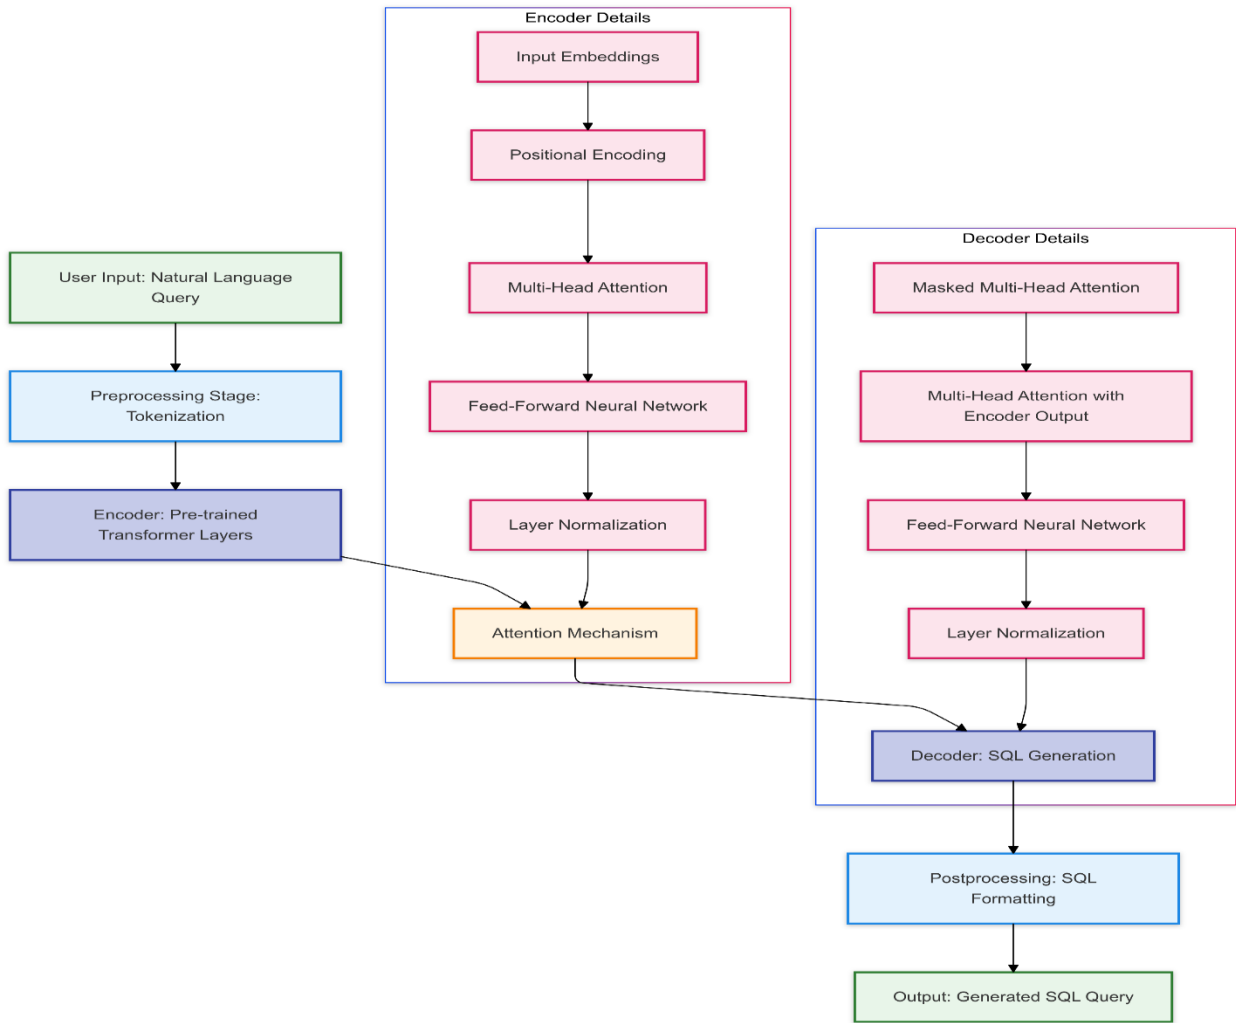 Encoder Details
Input Embeddings
Positional Encoding
Multi-Head Attention
Feed-Forward Neural Network
Layer Normalization
Attention Mechanism
User Input: Natural Language
Query
Preprocessing Stage:
Tokenization
Encoder: Pre-trained
Transformer Layers
Decoder Details
Masked Multi-Head Attention
Multi-Head Attention with
Encoder Output
Feed-Forward Neural Network
Layer Normalization
Decoder: SQL Generation
Postprocessing: SQL
Formatting
Output: Generated SQL Query